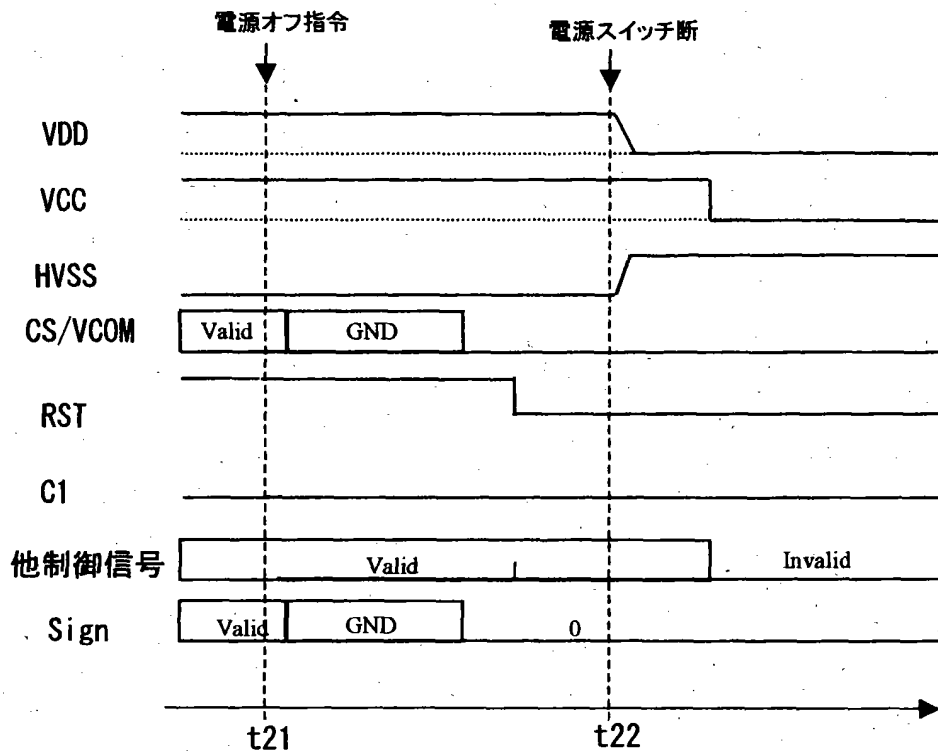 電源オフ指令
電源スイッチ断
VDD
VCC
HVSS
CS/VCOM Valid GND
RST
C1
他制御信号 Valid Invalid
Sign Valid GND 0
t21 t22